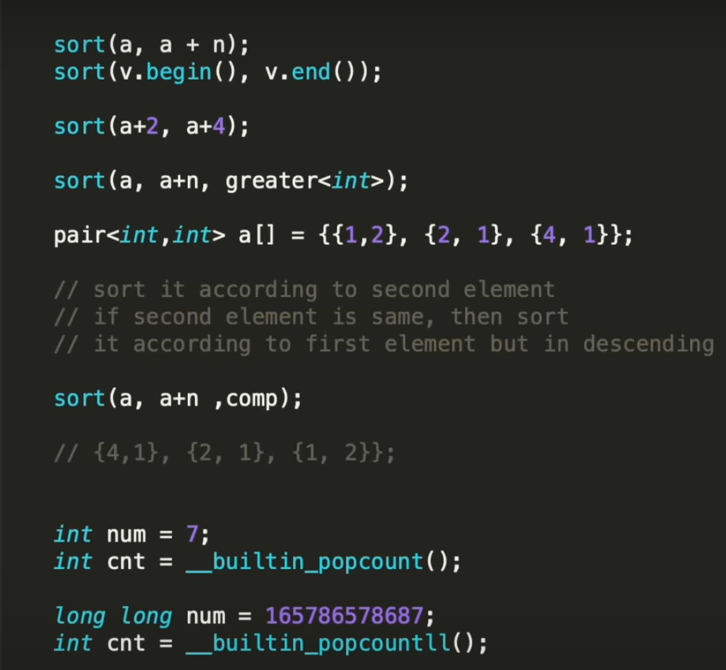 sort(a, a + n);
sort(v.begin(), v.end());
sort(a+2, a+4);
sort(a, a+n, greater<int>);
pair<int,int> a[] = {{1,2}, {2, 1}, {4, 1}};
// sort it according to second element
// if second element is same, then sort
// it according to first element but in descending
sort(a, a+n ,comp);
// {4,1}, {2, 1}, {1, 2}};
int num = 7;
int cnt = __builtin_popcount();
long long num = 165786578687;
int cnt = __builtin_popcountll();